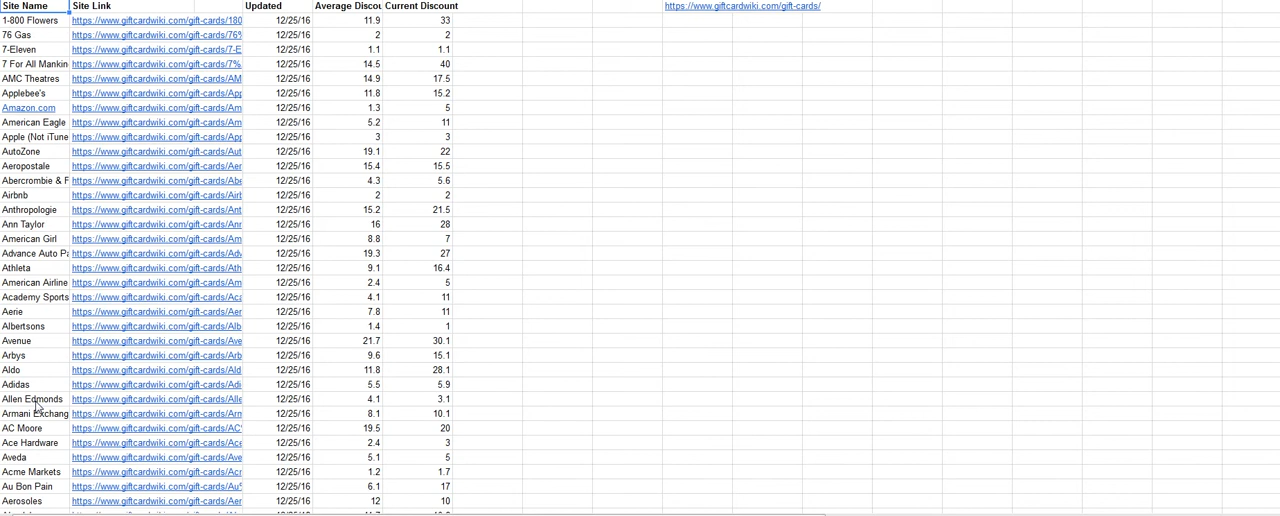 Site Name Site Link Updated Average Discou Current Discount https://www.giftcardwiki.com/gift-cards/
1-800 Flowers https://www.giftcardwiki.com/gift-cards/180 12/25/16 11.9 33
76 Gas https://www.giftcardwiki.com/gift-cards/76% 12/25/16 2 2
7-Eleven https://www.giftcardwiki.com/gift-cards/7-E 12/25/16 1.1 1.1
7 For All Mankin https://www.giftcardwiki.com/gift-cards/7% 12/25/16 14.5 40
AMC Theatres https://www.giftcardwiki.com/gift-cards/AM 12/25/16 14.9 17.5
Applebee's https://www.giftcardwiki.com/gift-cards/App 12/25/16 11.8 15.2
Amazon.com https://www.giftcardwiki.com/gift-cards/Am 12/25/16 1.3 5
American Eagle https://www.giftcardwiki.com/gift-cards/Am 12/25/16 5.2 11
Apple (Not iTune https://www.giftcardwiki.com/gift-cards/App 12/25/16 3 3
AutoZone https://www.giftcardwiki.com/gift-cards/Aut 12/25/16 19.1 22
Aeropostale https://www.giftcardwiki.com/gift-cards/Aer 12/25/16 15.4 15.5
Abercrombie & F https://www.giftcardwiki.com/gift-cards/Abe 12/25/16 4.3 5.6
Airbnb https://www.giftcardwiki.com/gift-cards/Airb 12/25/16 2 2
Anthropologie https://www.giftcardwiki.com/gift-cards/Ant 12/25/16 15.2 21.5
Ann Taylor https://www.giftcardwiki.com/gift-cards/Ann 12/25/16 16 28
American Girl https://www.giftcardwiki.com/gift-cards/Am 12/25/16 8.8 7
Advance Auto Pa https://www.giftcardwiki.com/gift-cards/Adv 12/25/16 19.3 27
Athleta https://www.giftcardwiki.com/gift-cards/Ath 12/25/16 9.1 16.4
American Airline https://www.giftcardwiki.com/gift-cards/Am 12/25/16 2.4 5
Academy Sports https://www.giftcardwiki.com/gift-cards/Aca 12/25/16 4.1 11
Aerie https://www.giftcardwiki.com/gift-cards/Aer 12/25/16 7.8 11
Albertsons https://www.giftcardwiki.com/gift-cards/Alb 12/25/16 1.4 1
Avenue https://www.giftcardwiki.com/gift-cards/Ave 12/25/16 21.7 30.1
Arbys https://www.giftcardwiki.com/gift-cards/Arb 12/25/16 9.6 15.1
Aldo https://www.giftcardwiki.com/gift-cards/Ald 12/25/16 11.8 28.1
Adidas https://www.giftcardwiki.com/gift-cards/Adi 12/25/16 5.5 5.9
Allen Edmonds https://www.giftcardwiki.com/gift-cards/Alle 12/25/16 4.1 3.1
Armani Exchang https://www.giftcardwiki.com/gift-cards/Arm 12/25/16 8.1 10.1
AC Moore https://www.giftcardwiki.com/gift-cards/AC' 12/25/16 19.5 20
Ace Hardware https://www.giftcardwiki.com/gift-cards/Ace 12/25/16 2.4 3
Aveda https://www.giftcardwiki.com/gift-cards/Ave 12/25/16 5.1 5
Acme Markets https://www.giftcardwiki.com/gift-cards/Acr 12/25/16 1.2 1.7
Au Bon Pain https://www.giftcardwiki.com/gift-cards/Au% 12/25/16 6.1 17
Aerosoles https://www.giftcardwiki.com/gift-cards/Aer 12/25/16 12 10